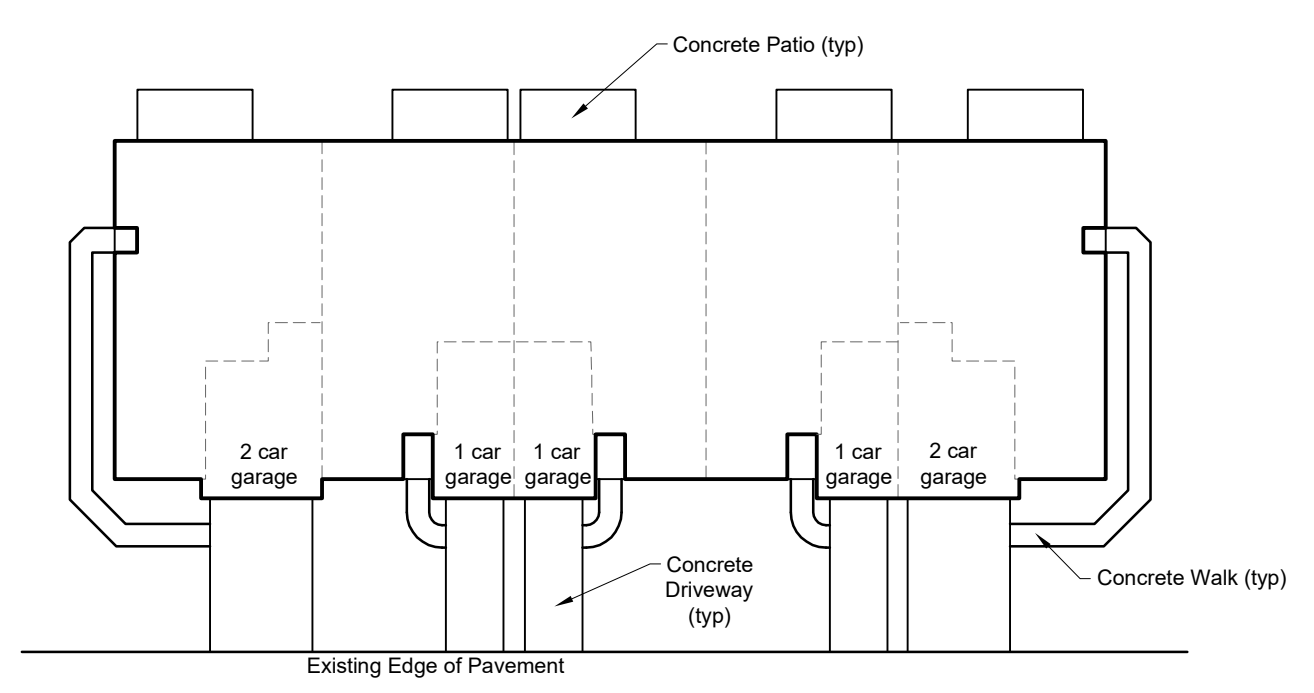 Concrete Patio (typ)
2 car
garage
1 car
garage
1 car
garage
1 car
garage
2 car
garage
Concrete
Driveway
(typ)
Concrete Walk (typ)
Existing Edge of Pavement